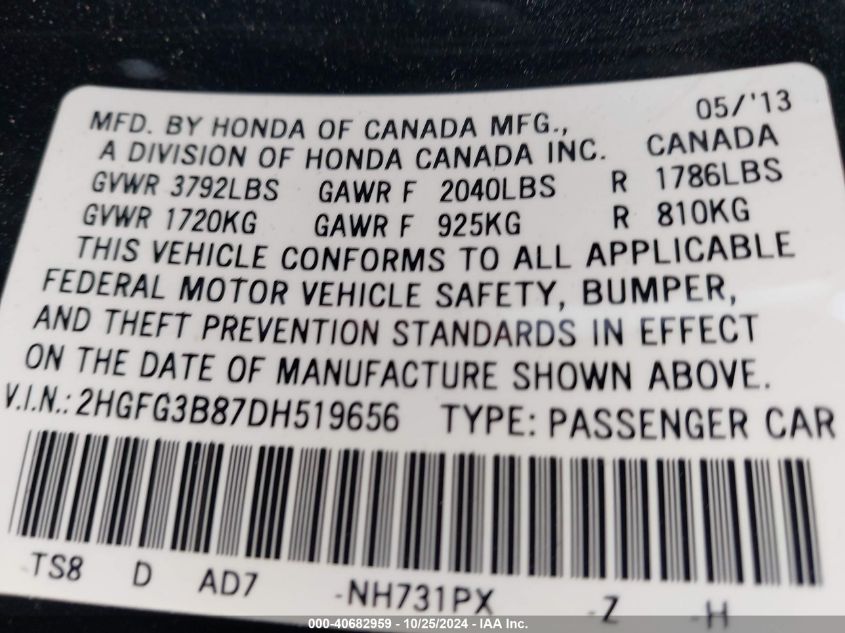 05/'13
MFD. BY HONDA OF CANADA MFG.,
A DIVISION OF HONDA CANADA INC. CANADA
GVWR 3792LBS GAWR F 2040LBS R 1786LBS
GVWR 1720KG GAWR F 925KG R 810KG
THIS VEHICLE CONFORMS TO ALL APPLICABLE
FEDERAL MOTOR VEHICLE SAFETY, BUMPER,
AND THEFT PREVENTION STANDARDS IN EFFECT
ON THE DATE OF MANUFACTURE SHOWN ABOVE.
V.I.N.: 2HGFG3B87DH519656 TYPE: PASSENGER CAR
-TS8 D AD7 -NH731PX -Z -H
000-40682959 - 10/25/2024 - IAA Inc.